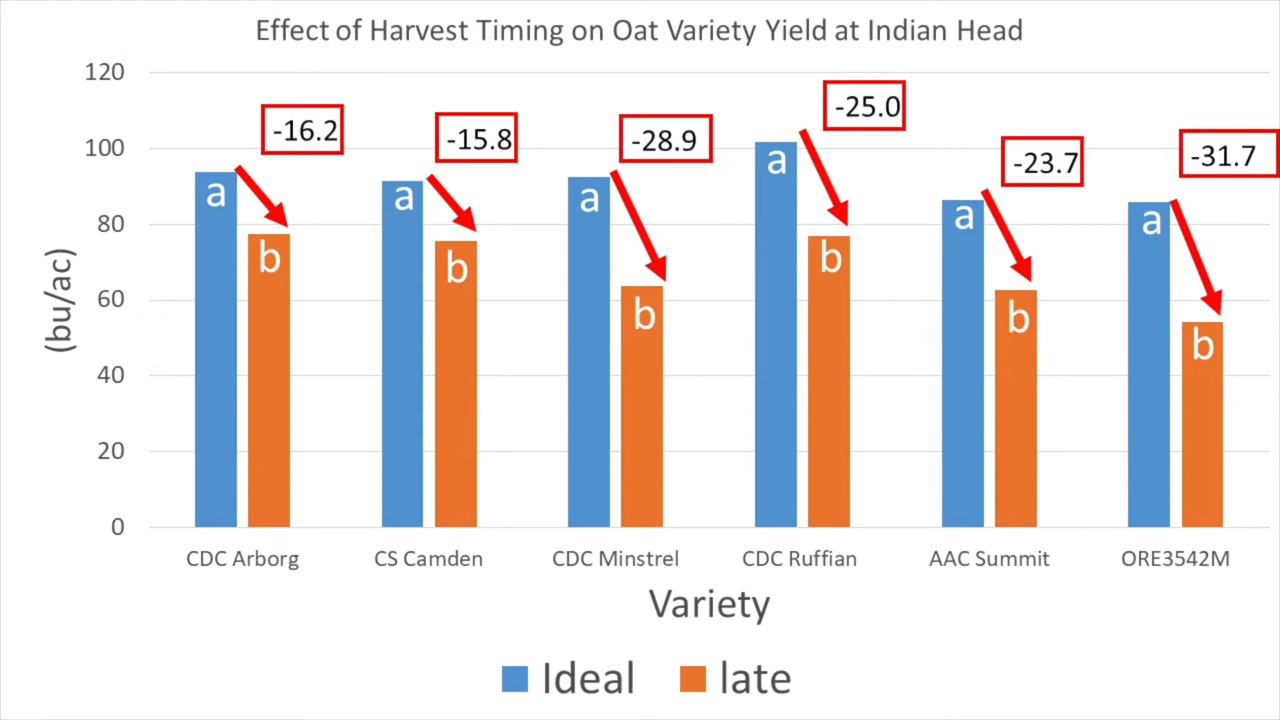 Effect of Harvest Timing on Oat Variety Yield at Indian Head
120
100
80
60
40
20
0
(bu/ac)
-16.2
-15.8
-28.9
-25.0
-23.7
-31.7
a
b
a
b
a
b
a
b
a
b
a
b
CDC Arborg
CS Camden
CDC Minstrel
CDC Ruffian
AAC Summit
ORE3542M
Variety
Ideal
late